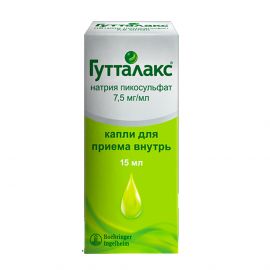 Гутталакс®
натрия пикосульфат
7,5 мг/мл
капли для
приема внутрь
15 мл
Boehringer
Ingelheim